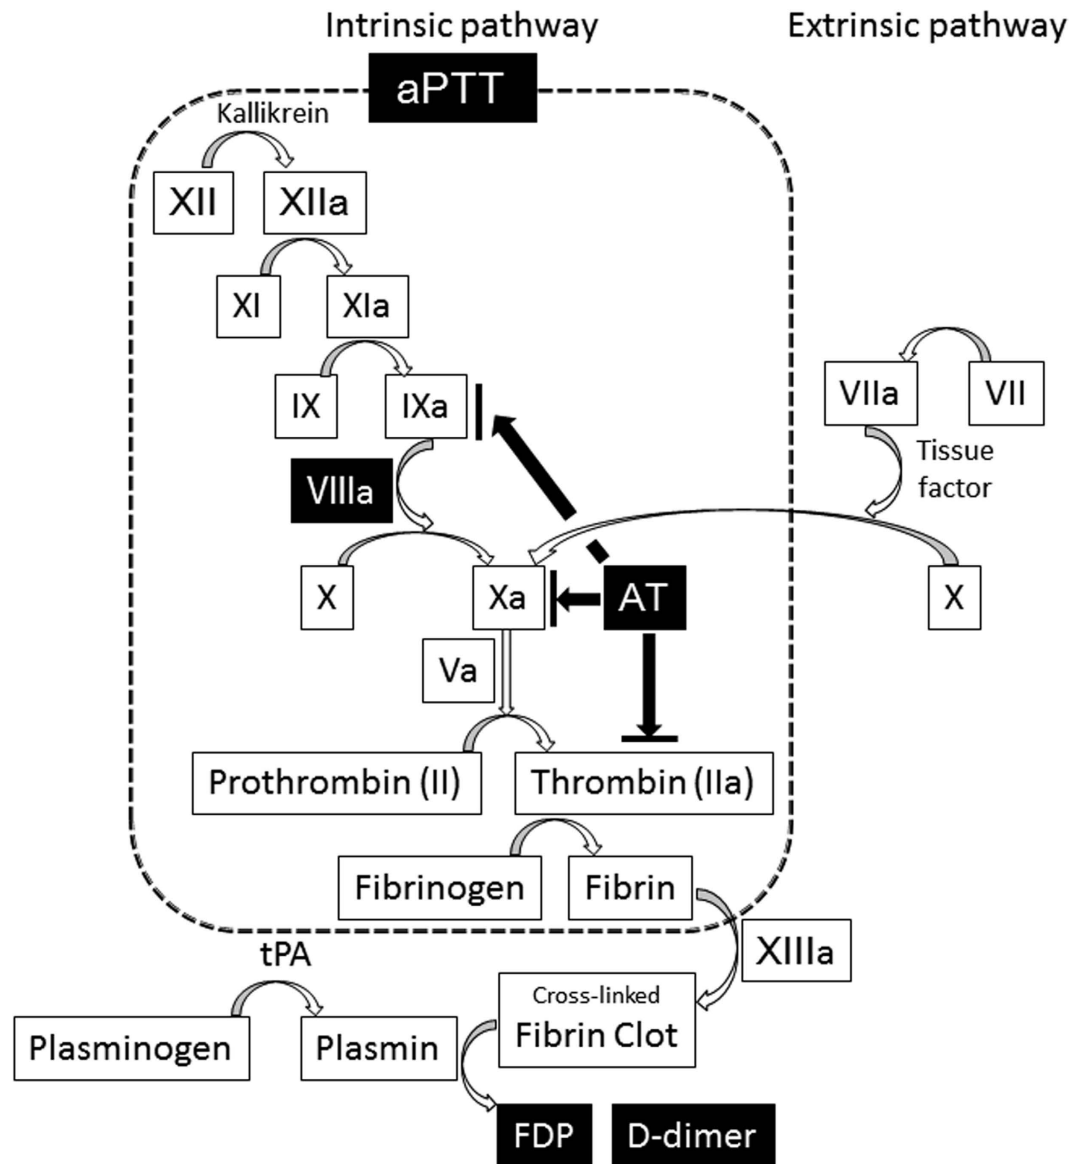 Intrinsic pathway
Extrinsic pathway
aPTT
Kallikrein
XII
XIIa
XI
XIa
IX
IXa
VIIa
VII
VIIIa
Tissue
factor
X
Xa
AT
X
Va
Prothrombin (II)
Thrombin (IIa)
Fibrinogen
Fibrin
XIIIa
tPA
Plasminogen
Plasmin
Cross-linked
Fibrin Clot
FDP
D-dimer